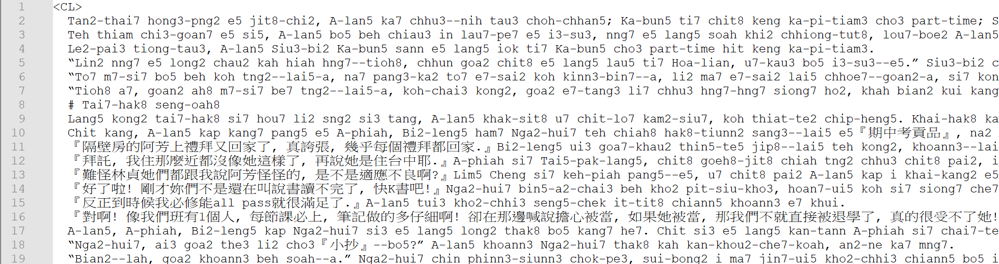 1 <CL>
2 Tan2-thai7 hong3-png2 e5 jit8-chi2, A-lan5 ka7 chhu3--nih tau3 choh-chhan5; Ka-bun5 ti7 chit8 keng ka-pi-tiam3 cho3 part-time; S
3 Teh thiam chi3-goan7 e5 si5, A-lan5 bo5 beh chiau3 in lau7-pe7 e5 i3-su3, nng7 e5 lang5 soah khi2 chhiong-tut8, lou7-boe2 A-lan5
4 Le2-pai3 tiong-tau3, A-lan5 Siu3-bi2 Ka-bun5 sann e5 lang5 iok ti7 Ka-bun5 cho3 part-time hit keng ka-pi-tiam3.
5 “Lin2 nng7 e5 long2 chau2 kah hiah hng7--tioh8, chhun goa2 chit8 e5 lang5 lau5 ti7 Hoa-lian, u7-kau3 bo5 i3-su3--e5.” Siu3-bi2 c
6 “To7 m7-si7 bo5 beh koh tng2--lai5-a, na7 pang3-ka2 to7 e7-sai2 koh kinn3-bin7--a, li2 ma7 e7-sai2 lai5 chhoe7--goan2-a, si7 kon
7 “Tioh8 a7, goan2 ah8 m7-si7 be7 tng2--lai5-a, koh-chai3 kong2, goa2 e7-tang3 li7 chhu3 hng7-hng7 siong7 ho2, khah bian2 kui kang
8 # Tai7-hak8 seng-oah8
9 Lang5 kong2 tai7-hak8 si7 hou7 li2 sng2 si3 tang, A-lan5 khak-sit8 u7 chit-lo7 kam2-siu7, koh thiat-te2 chip-heng5. Khai-hak8 ka
10 Chit kang, A-lan5 kap kang7 pang5 e5 A-phiah, Bi2-leng5 ham7 Nga2-hui7 teh chiah8 hak8-tiunn2 sang3--lai5 e5『期中考貢品』, na2
11 『隔壁房的阿芳上禮拜又回家了, 真誇張, 幾乎每個禮拜都回家.』Bi2-leng5 ui3 goa7-khau2 thin5-te5 jip8--lai5 teh kong2, khoann3--lai
12 『拜託, 我住那麼近都沒像她這樣了, 再說她是住台中耶.』A-phiah si7 Tai5-pak-lang5, chit8 goeh8-jit8 chiah tng2 chhu3 chit8 pai2, i
13 『難怪林貞她們都跟我說阿芳怪怪的, 是不是適應不良啊?』Lim5 Cheng si7 keh-piah pang5--e5, u7 chit8 pai2 A-lan5 kap i khai-kang2 e5
14 『好了啦! 剛才妳們不是還在叫說書讀不完了, 快K書吧!』Nga2-hui7 bin5-a2-chai3 beh kho2 pit-siu-kho3, hoan7-ui5 koh si7 siong7 che7
15 『反正到時候我必修能all pass就很滿足了.』A-lan5 tui3 kho2-chhi3 seng5-chek it-tit8 chiann5 khoann3 e7 khui.
16 『對啊! 像我們班有1個人, 每節課必上, 筆記做的多仔細啊! 卻在那邊喊說擔心被當, 如果她被當, 那我們不就直接被退學了, 真的很受不了她!
17 A-lan5, A-phiah, Bi2-leng5 kap Nga2-hui7 si3 e5 lang5 long2 thak8 bo5 kang7 he7. Chit si3 e5 lang5 kan-tann A-phiah si7 chai7-te
18 “Nga2-hui7, ai3 goa2 the3 li2 cho3『小抄』--bo5?” A-lan5 khoann3 Nga2-hui7 thak8 kah kan-khou2-che7-koah, an2-ne ka7 mng7.
19 “Bian2--lah, goa2 khoann3 beh soah--a.” Nga2-hui7 chin phinn3-siunn3 chok-pe3, sui-bong2 i ma7 jin7-ui5 kho2-chhi3 chiann5 bo5 i